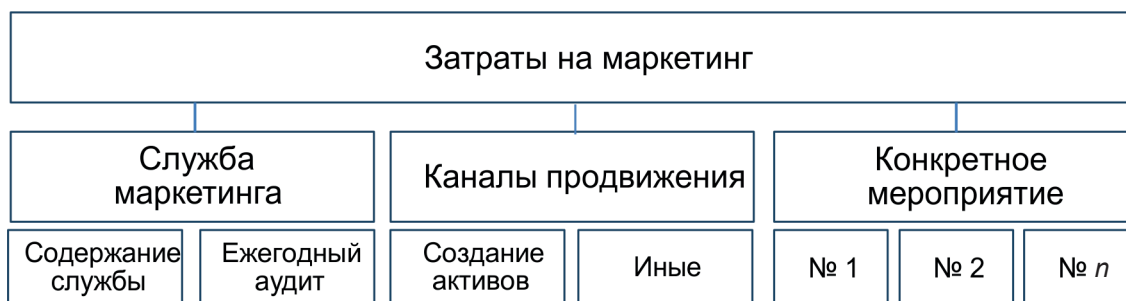 Затраты на маркетинг
Служба
маркетинга
Каналы продвижения
Конкретное
мероприятие
Содержание
службы
Ежегодный
аудит
Создание
активов
Иные
№ 1
№ 2
№ n